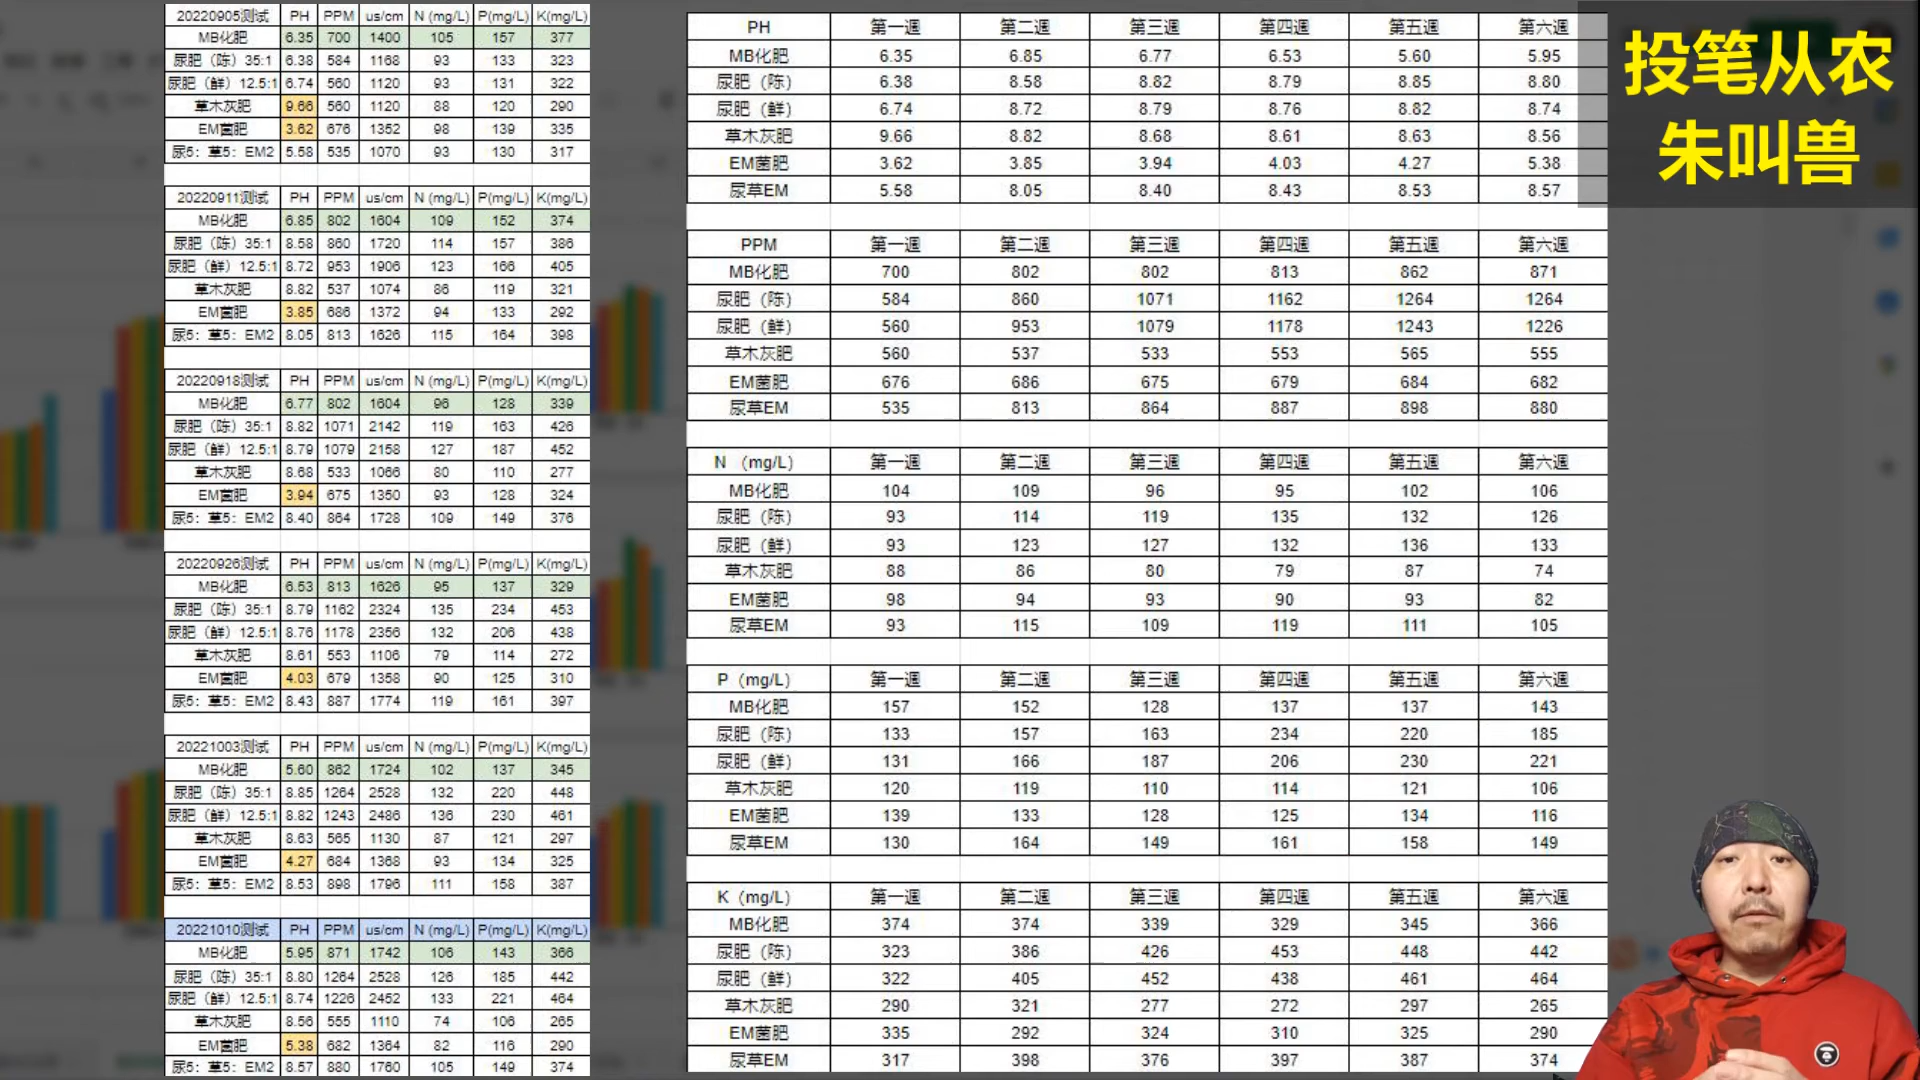 20220905测试 PH PPM us/cm N (mg/L) P(mg/L) K(mg/L)
MB化肥 6.35 700 1400 105 157 377
尿肥（陈）35:1 6.38 584 1168 93 133 323
尿肥（鲜）12.5:1 6.74 560 1120 93 131 322
草木灰肥 9.66 560 1120 88 120 290
EM菌肥 3.62 676 1352 98 139 335
尿5：草5：EM2 5.58 535 1070 93 130 317
20220911测试 PH PPM us/cm N (mg/L) P(mg/L) K(mg/L)
MB化肥 6.85 802 1604 109 152 374
尿肥（陈）35:1 8.58 860 1720 114 157 386
尿肥（鲜）12.5:1 8.72 953 1906 123 166 405
草木灰肥 8.82 537 1074 86 119 321
EM菌肥 3.85 686 1372 94 133 292
尿5：草5：EM2 8.05 813 1626 115 164 398
20220918测试 PH PPM us/cm N (mg/L) P(mg/L) K(mg/L)
MB化肥 6.77 802 1604 96 128 339
尿肥（陈）35:1 8.82 1071 2142 119 163 426
尿肥（鲜）12.5:1 8.79 1079 2158 127 187 452
草木灰肥 8.68 533 1066 80 110 277
EM菌肥 3.94 675 1350 93 128 324
尿5：草5：EM2 8.40 864 1728 109 149 376
20220926测试 PH PPM us/cm N (mg/L) P(mg/L) K(mg/L)
MB化肥 6.53 813 1626 95 137 329
尿肥（陈）35:1 8.79 1162 2324 135 234 453
尿肥（鲜）12.5:1 8.76 1178 2356 132 206 438
草木灰肥 8.61 553 1106 79 114 272
EM菌肥 4.03 679 1358 90 125 310
尿5：草5：EM2 8.43 887 1774 119 161 397
20221003测试 PH PPM us/cm N (mg/L) P(mg/L) K(mg/L)
MB化肥 5.60 862 1724 102 137 345
尿肥（陈）35:1 8.85 1264 2528 132 220 448
尿肥（鲜）12.5:1 8.82 1243 2486 136 230 461
草木灰肥 8.63 565 1130 87 121 297
EM菌肥 4.27 684 1368 93 134 325
尿5：草5：EM2 8.53 898 1796 111 158 387
20221010测试 PH PPM us/cm N (mg/L) P(mg/L) K(mg/L)
MB化肥 5.95 871 1742 106 143 366
尿肥（陈）35:1 8.80 1264 2528 126 185 442
尿肥（鲜）12.5:1 8.74 1226 2452 133 221 464
草木灰肥 8.56 555 1110 74 106 265
EM菌肥 5.38 682 1364 82 116 290
尿5：草5：EM2 8.57 880 1760 105 149 374
PH 第一週 第二週 第三週 第四週 第五週 第六週
MB化肥 6.35 6.85 6.77 6.53 5.60 5.95
尿肥（陈） 6.38 8.58 8.82 8.79 8.85 8.80
尿肥（鲜） 6.74 8.72 8.79 8.76 8.82 8.74
草木灰肥 9.66 8.82 8.68 8.61 8.63 8.56
EM菌肥 3.62 3.85 3.94 4.03 4.27 5.38
尿草EM 5.58 8.05 8.40 8.43 8.53 8.57
PPM 第一週 第二週 第三週 第四週 第五週 第六週
MB化肥 700 802 802 813 862 871
尿肥（陈） 584 860 1071 1162 1264 1264
尿肥（鲜） 560 953 1079 1178 1243 1226
草木灰肥 560 537 533 553 565 555
EM菌肥 676 686 675 679 684 682
尿草EM 535 813 864 887 898 880
N （mg/L） 第一週 第二週 第三週 第四週 第五週 第六週
MB化肥 104 109 96 95 102 106
尿肥（陈） 93 114 119 135 132 126
尿肥（鲜） 93 123 127 132 136 133
草木灰肥 88 86 80 79 87 74
EM菌肥 98 94 93 90 93 82
尿草EM 93 115 109 119 111 105
P（mg/L） 第一週 第二週 第三週 第四週 第五週 第六週
MB化肥 157 152 128 137 137 143
尿肥（陈） 133 157 163 234 220 185
尿肥（鲜） 131 166 187 206 230 221
草木灰肥 120 119 110 114 121 106
EM菌肥 139 133 128 125 134 116
尿草EM 130 164 149 161 158 149
K（mg/L） 第一週 第二週 第三週 第四週 第五週 第六週
MB化肥 374 374 339 329 345 366
尿肥（陈） 323 386 426 453 448 442
尿肥（鲜） 322 405 452 438 461 464
草木灰肥 290 321 277 272 297 265
EM菌肥 335 292 324 310 325 290
尿草EM 317 398 376 397 387 374
投笔从农
朱叫兽